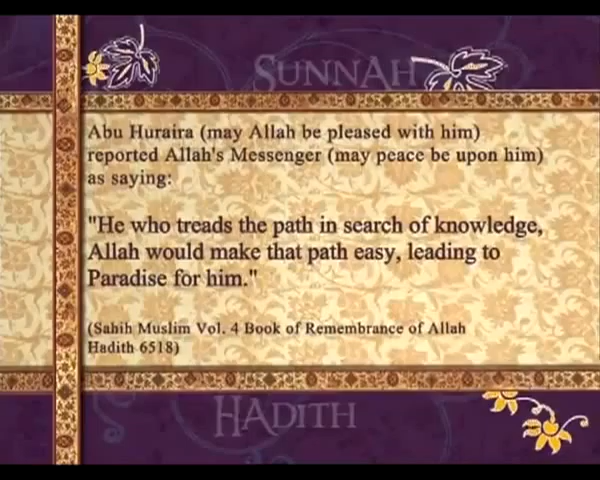 SUNNAH
Abu Huraira (may Allah be pleased with him)
reported Allah's Messenger (may peace be upon him)
as saying:
"He who treads the path in search of knowledge,
Allah would make that path easy, leading to
Paradise for him."
(Sahih Muslim Vol. 4 Book of Remembrance of Allah
Hadith 6518)
HADITH